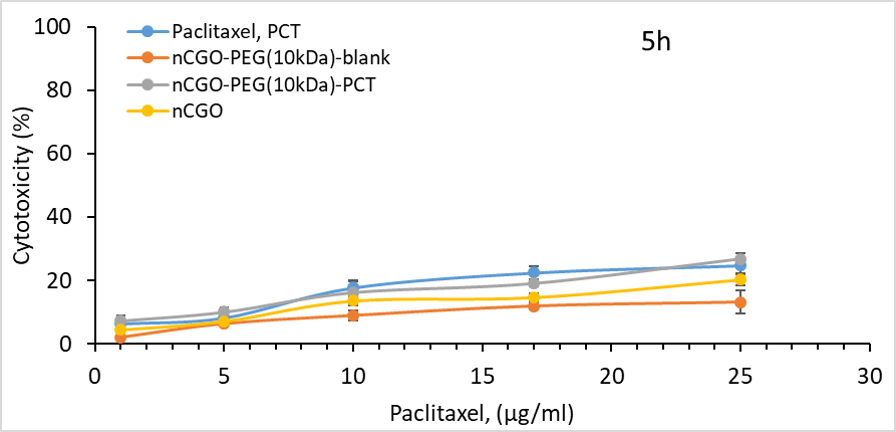 100
80
60
40
20
0
Cytotoxicity (%)
Paclitaxel, PCT
nCGO-PEG(10kDa)-blank
nCGO-PEG(10kDa)-PCT
nCGO
5h
0 5 10 15 20 25 30
Paclitaxel, (µg/ml)